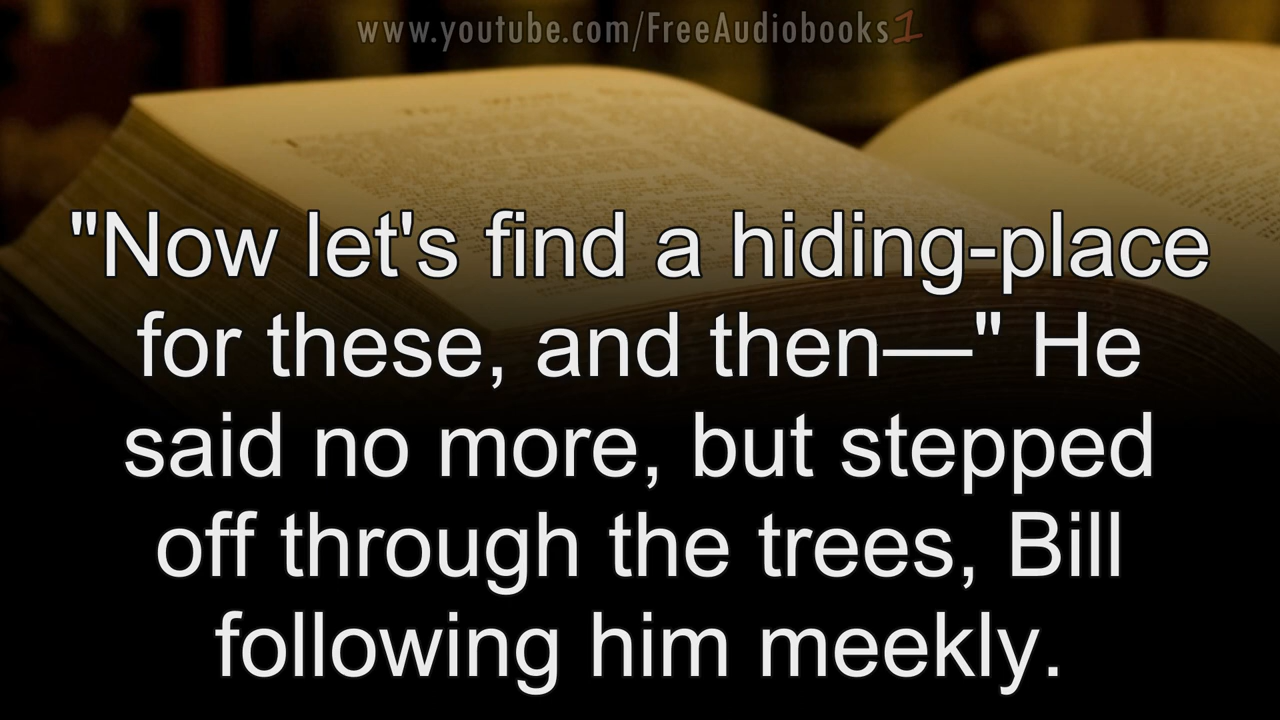 www.youtube.com/FreeAudiobooks1
"Now let's find a hiding-place
for these, and then—" He
said no more, but stepped
off through the trees, Bill
following him meekly.